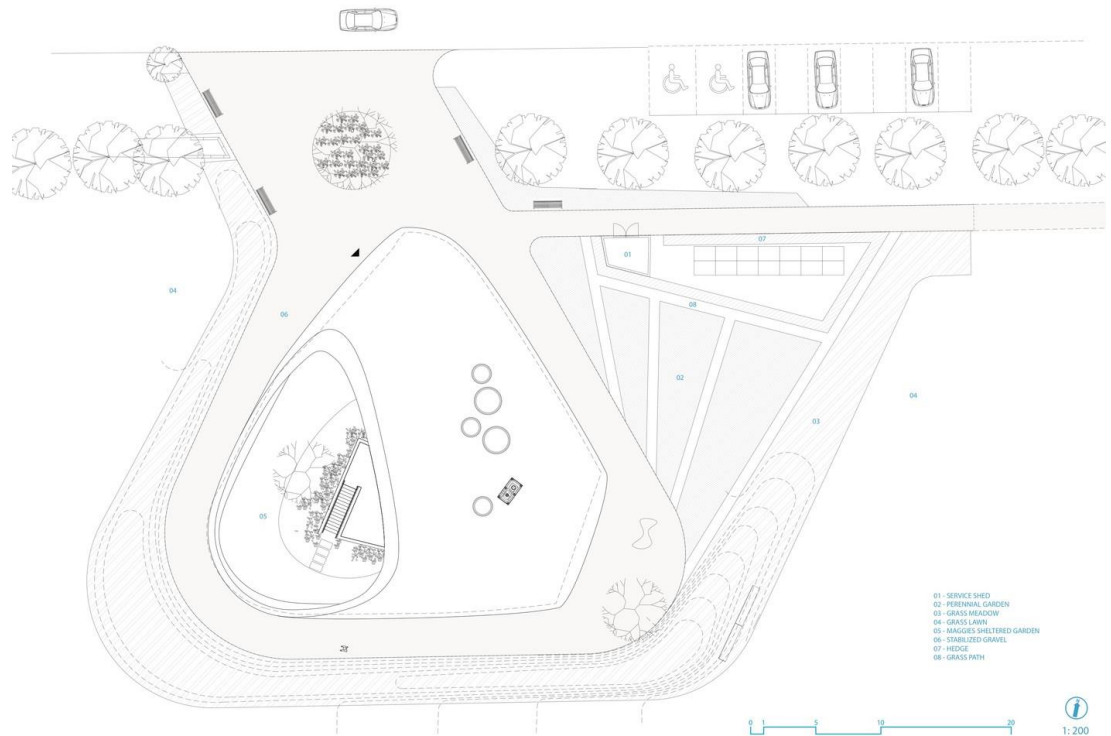 07
01
04
08
06
02
04
03
05
01 - SERVICE SHED
02 - PERENNIAL GARDEN
03 - GRASS MEADOW
04 - GRASS LAWN
05 - MAGGIES SHELTERED GARDEN
06 - STABILIZED GRAVEL
07 - HEDGE
08 - GRASS PATH
0 1 5 10 20
1: 200